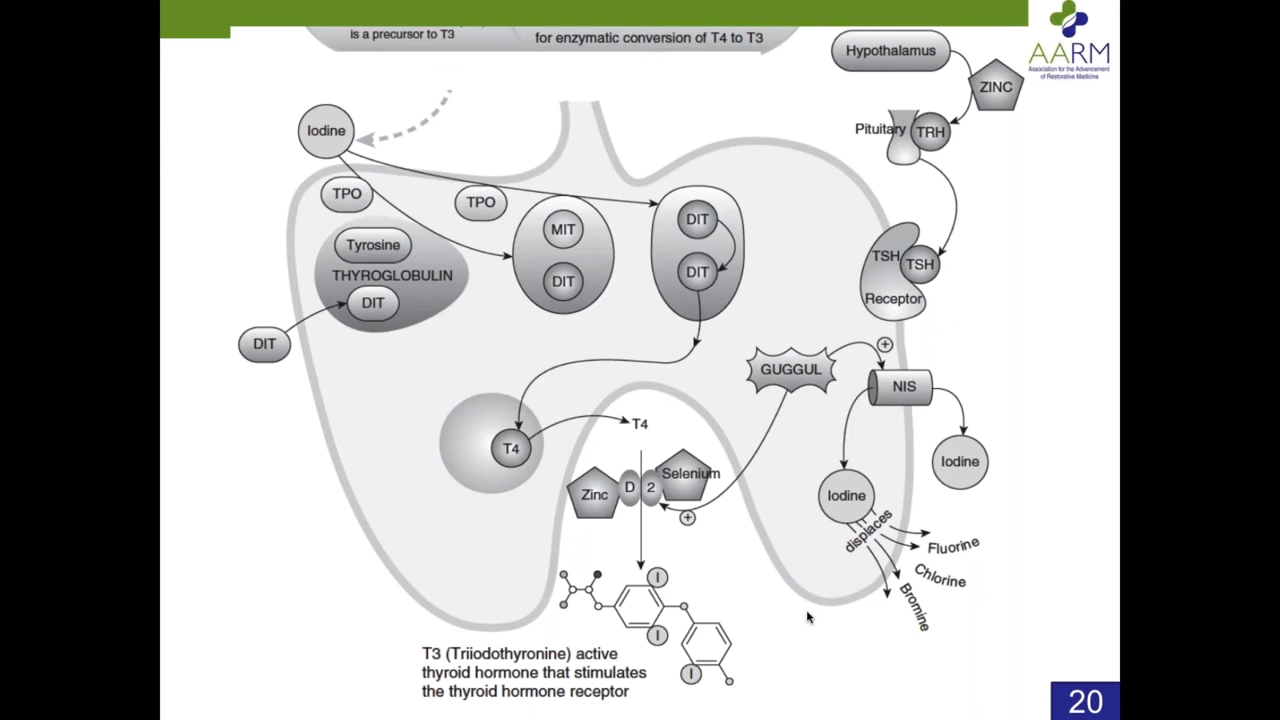 is a precursor to T3
for enzymatic conversion of T4 to T3
Hypothalamus
AARM
Association for the Advancement
of Restorative Medicine
ZINC
Iodine
Pituitary
TRH
TPO
TPO
MIT
DIT
DIT
DIT
Tyrosine
THYROGLOBULIN
DIT
DIT
TSH
TSH
Receptor
GUGGUL
+
NIS
T4
T4
Iodine
Zinc
D
2
Selenium
+
Iodine
displaces
Fluorine
Chlorine
Bromine
I
I
I
T3 (Triiodothyronine) active
thyroid hormone that stimulates
the thyroid hormone receptor
20